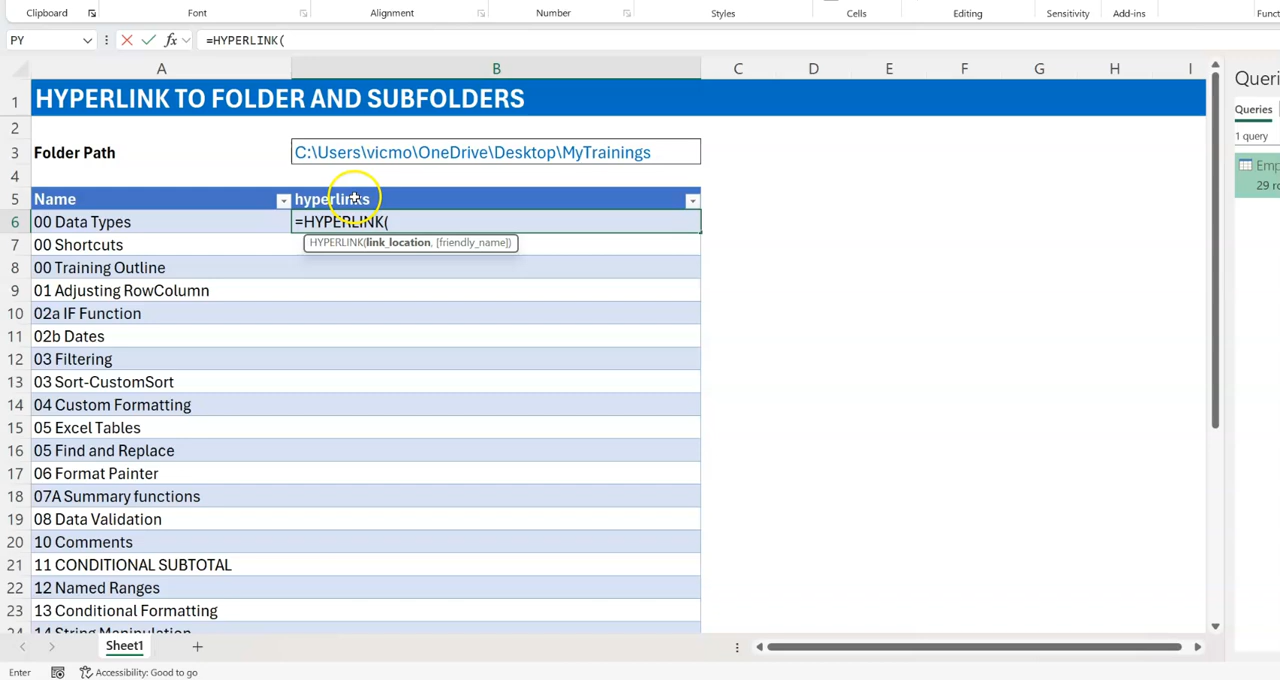 Clipboard Font Alignment Number Styles Cells Editing Sensitivity Add-ins
PY =HYPERLINK(
A B C D E F G H I
Queries
1 HYPERLINK TO FOLDER AND SUBFOLDERS
2
1 query
3 Folder Path C:\Users\vicmo\OneDrive\Desktop\MyTrainings
4
5 Name hyperlinks
6 00 Data Types =HYPERLINK(
HYPERLINK(link_location, [friendly_name])
7 00 Shortcuts
8 00 Training Outline
9 01 Adjusting RowColumn
10 02a IF Function
11 02b Dates
12 03 Filtering
13 03 Sort-CustomSort
14 04 Custom Formatting
15 05 Excel Tables
16 05 Find and Replace
17 06 Format Painter
18 07A Summary functions
19 08 Data Validation
20 10 Comments
21 11 CONDITIONAL SUBTOTAL
22 12 Named Ranges
23 13 Conditional Formatting
24 14 String Manipulation
Sheet1
Enter Accessibility: Good to go